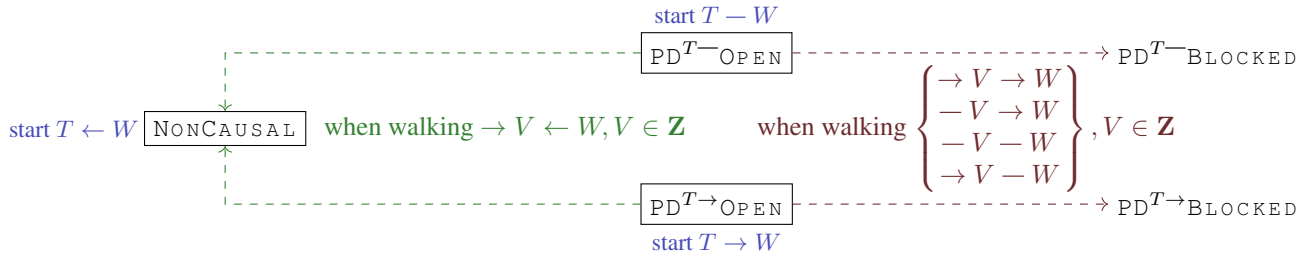 start T — W
PD^{T—}OPEN
PD^{T—}BLOCKED
start T ← W
NONCAUSAL
when walking → V ← W, V ∈ Z
when walking { → V → W
— V → W
— V — W
→ V — W } , V ∈ Z
PD^{T→}OPEN
PD^{T→}BLOCKED
start T → W